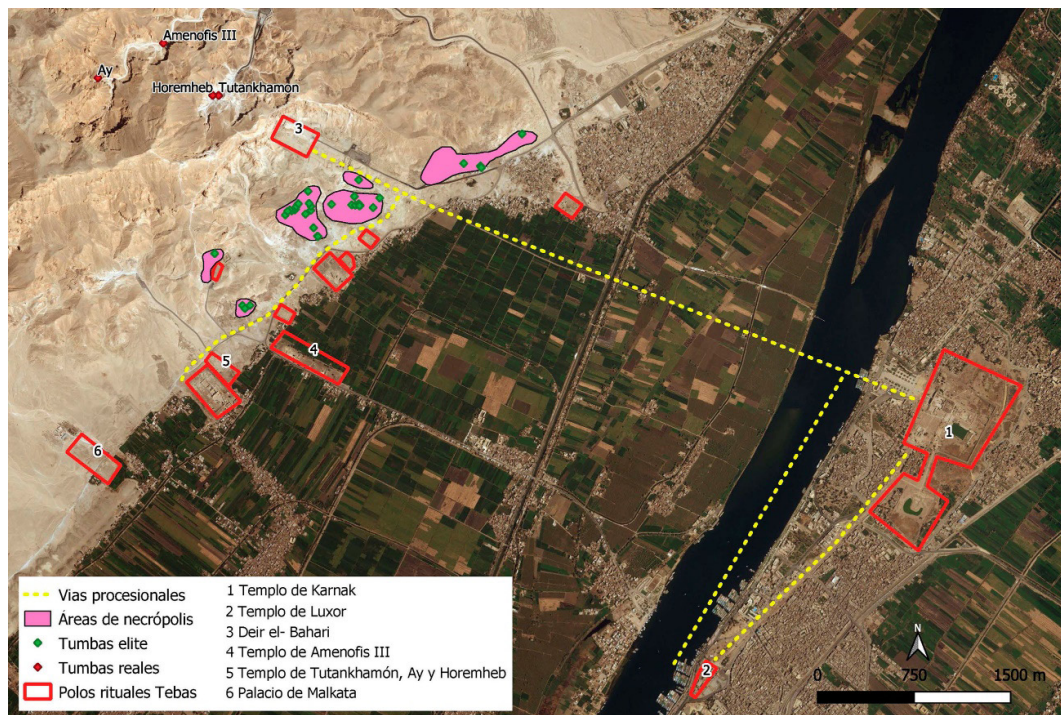 Amenofis III
Ay
Horemheb Tutankhamon
3
5
4
6
1
2
N
0 750 1500 m
Vias procesionales
Áreas de necrópolis
Tumbas elite
Tumbas reales
Polos rituales Tebas
1 Templo de Karnak
2 Templo de Luxor
3 Deir el- Bahari
4 Templo de Amenofis III
5 Templo de Tutankhamón, Ay y Horemheb
6 Palacio de Malkata